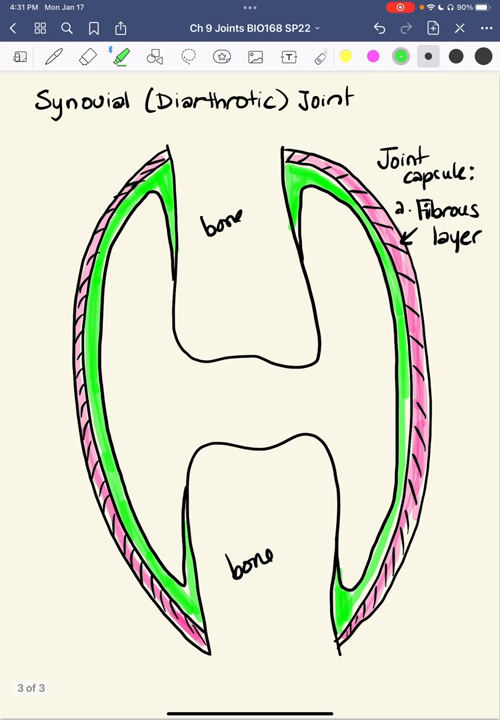 4:31 PM Mon Jan 17
90%
Ch 9 Joints BIO168 SP22
Synovial (Diarthrotic) Joint
Joint
capsule:
a. Fibrous
layer
bone
bone
3 of 3